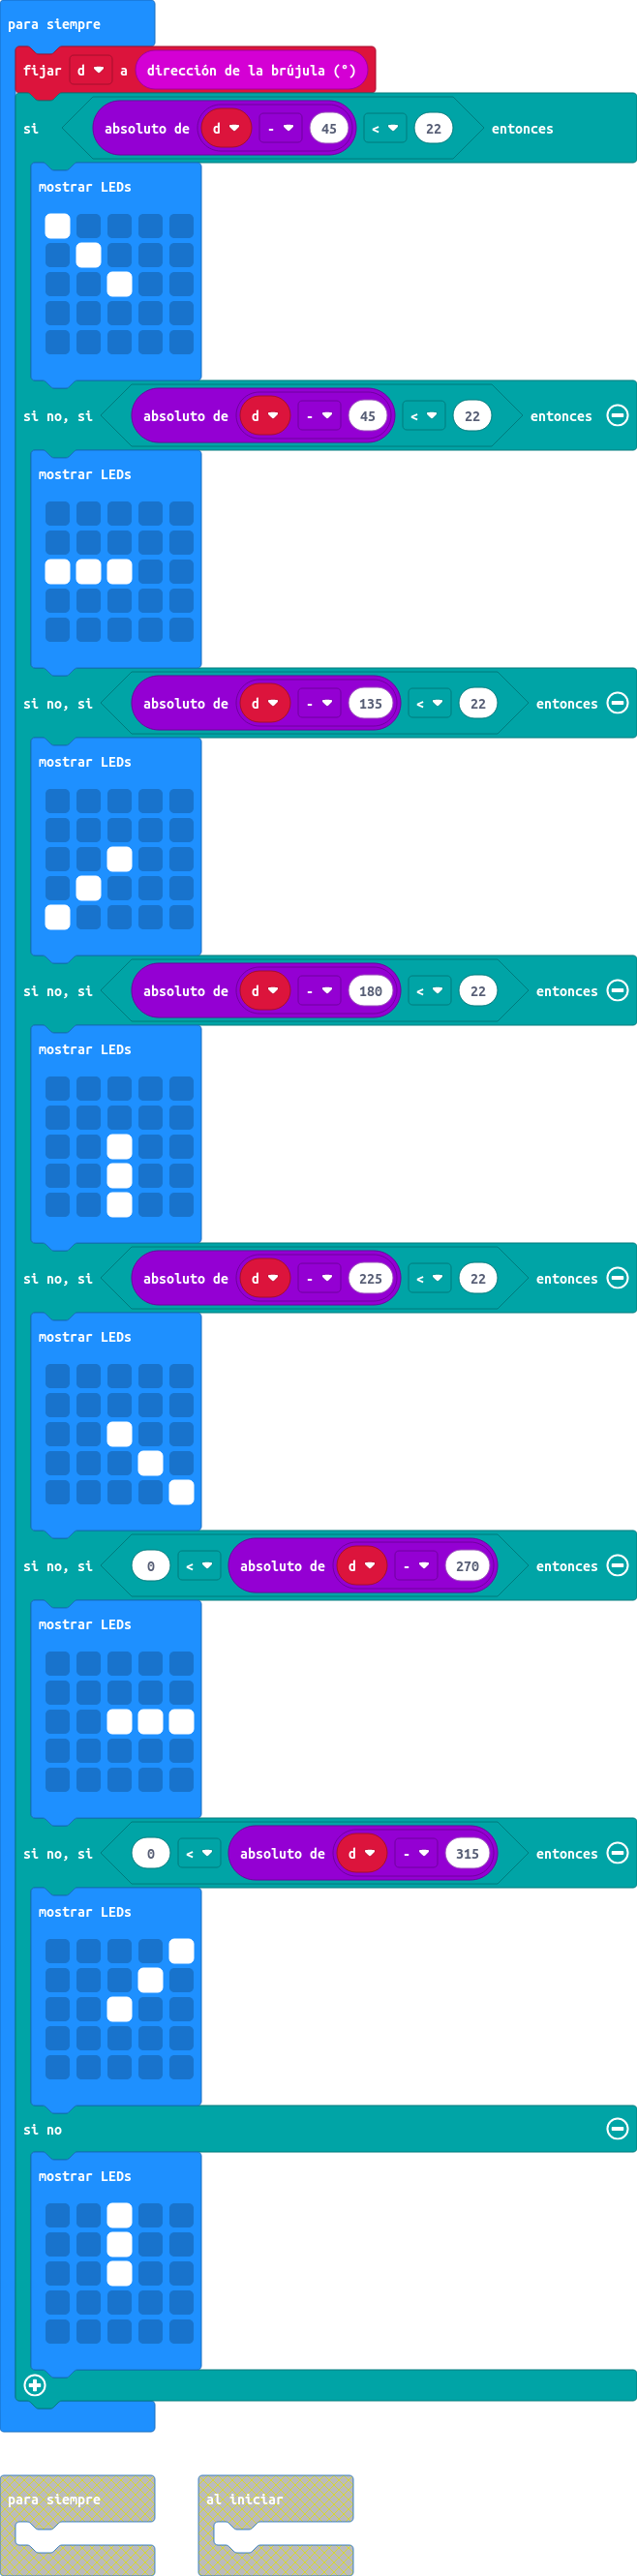 para siempre
fijar d a dirección de la brújula (°)
si absoluto de d - 45 < 22 entonces
mostrar LEDs
si no, si absoluto de d - 45 < 22 entonces
mostrar LEDs
si no, si absoluto de d - 135 < 22 entonces
mostrar LEDs
si no, si absoluto de d - 180 < 22 entonces
mostrar LEDs
si no, si absoluto de d - 225 < 22 entonces
mostrar LEDs
si no, si 0 < absoluto de d - 270 entonces
mostrar LEDs
si no, si 0 < absoluto de d - 315 entonces
mostrar LEDs
si no
mostrar LEDs
para siempre al iniciar